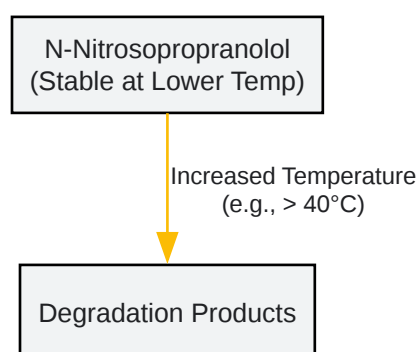 N-Nitrosopropranolol
(Stable at Lower Temp)
Increased Temperature
(e.g., > 40°C)
Degradation Products